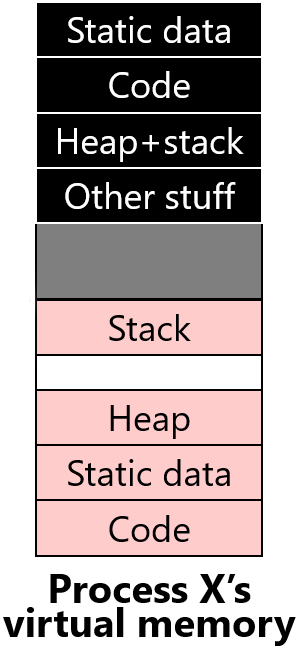 Static data
Code
Heap+stack
Other stuff
Stack
Heap
Static data
Code
Process X’s
virtual memory